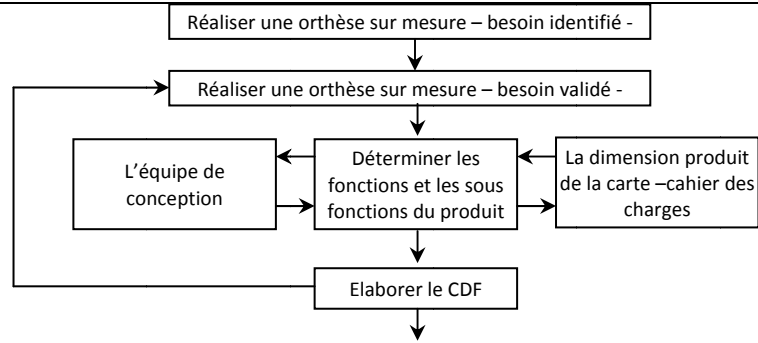 Réaliser une orthèse sur mesure – besoin identifié -
Réaliser une orthèse sur mesure – besoin validé -
L'équipe de
conception
Déterminer les
fonctions et les sous
fonctions du produit
La dimension produit
de la carte –cahier des
charges
Elaborer le CDF